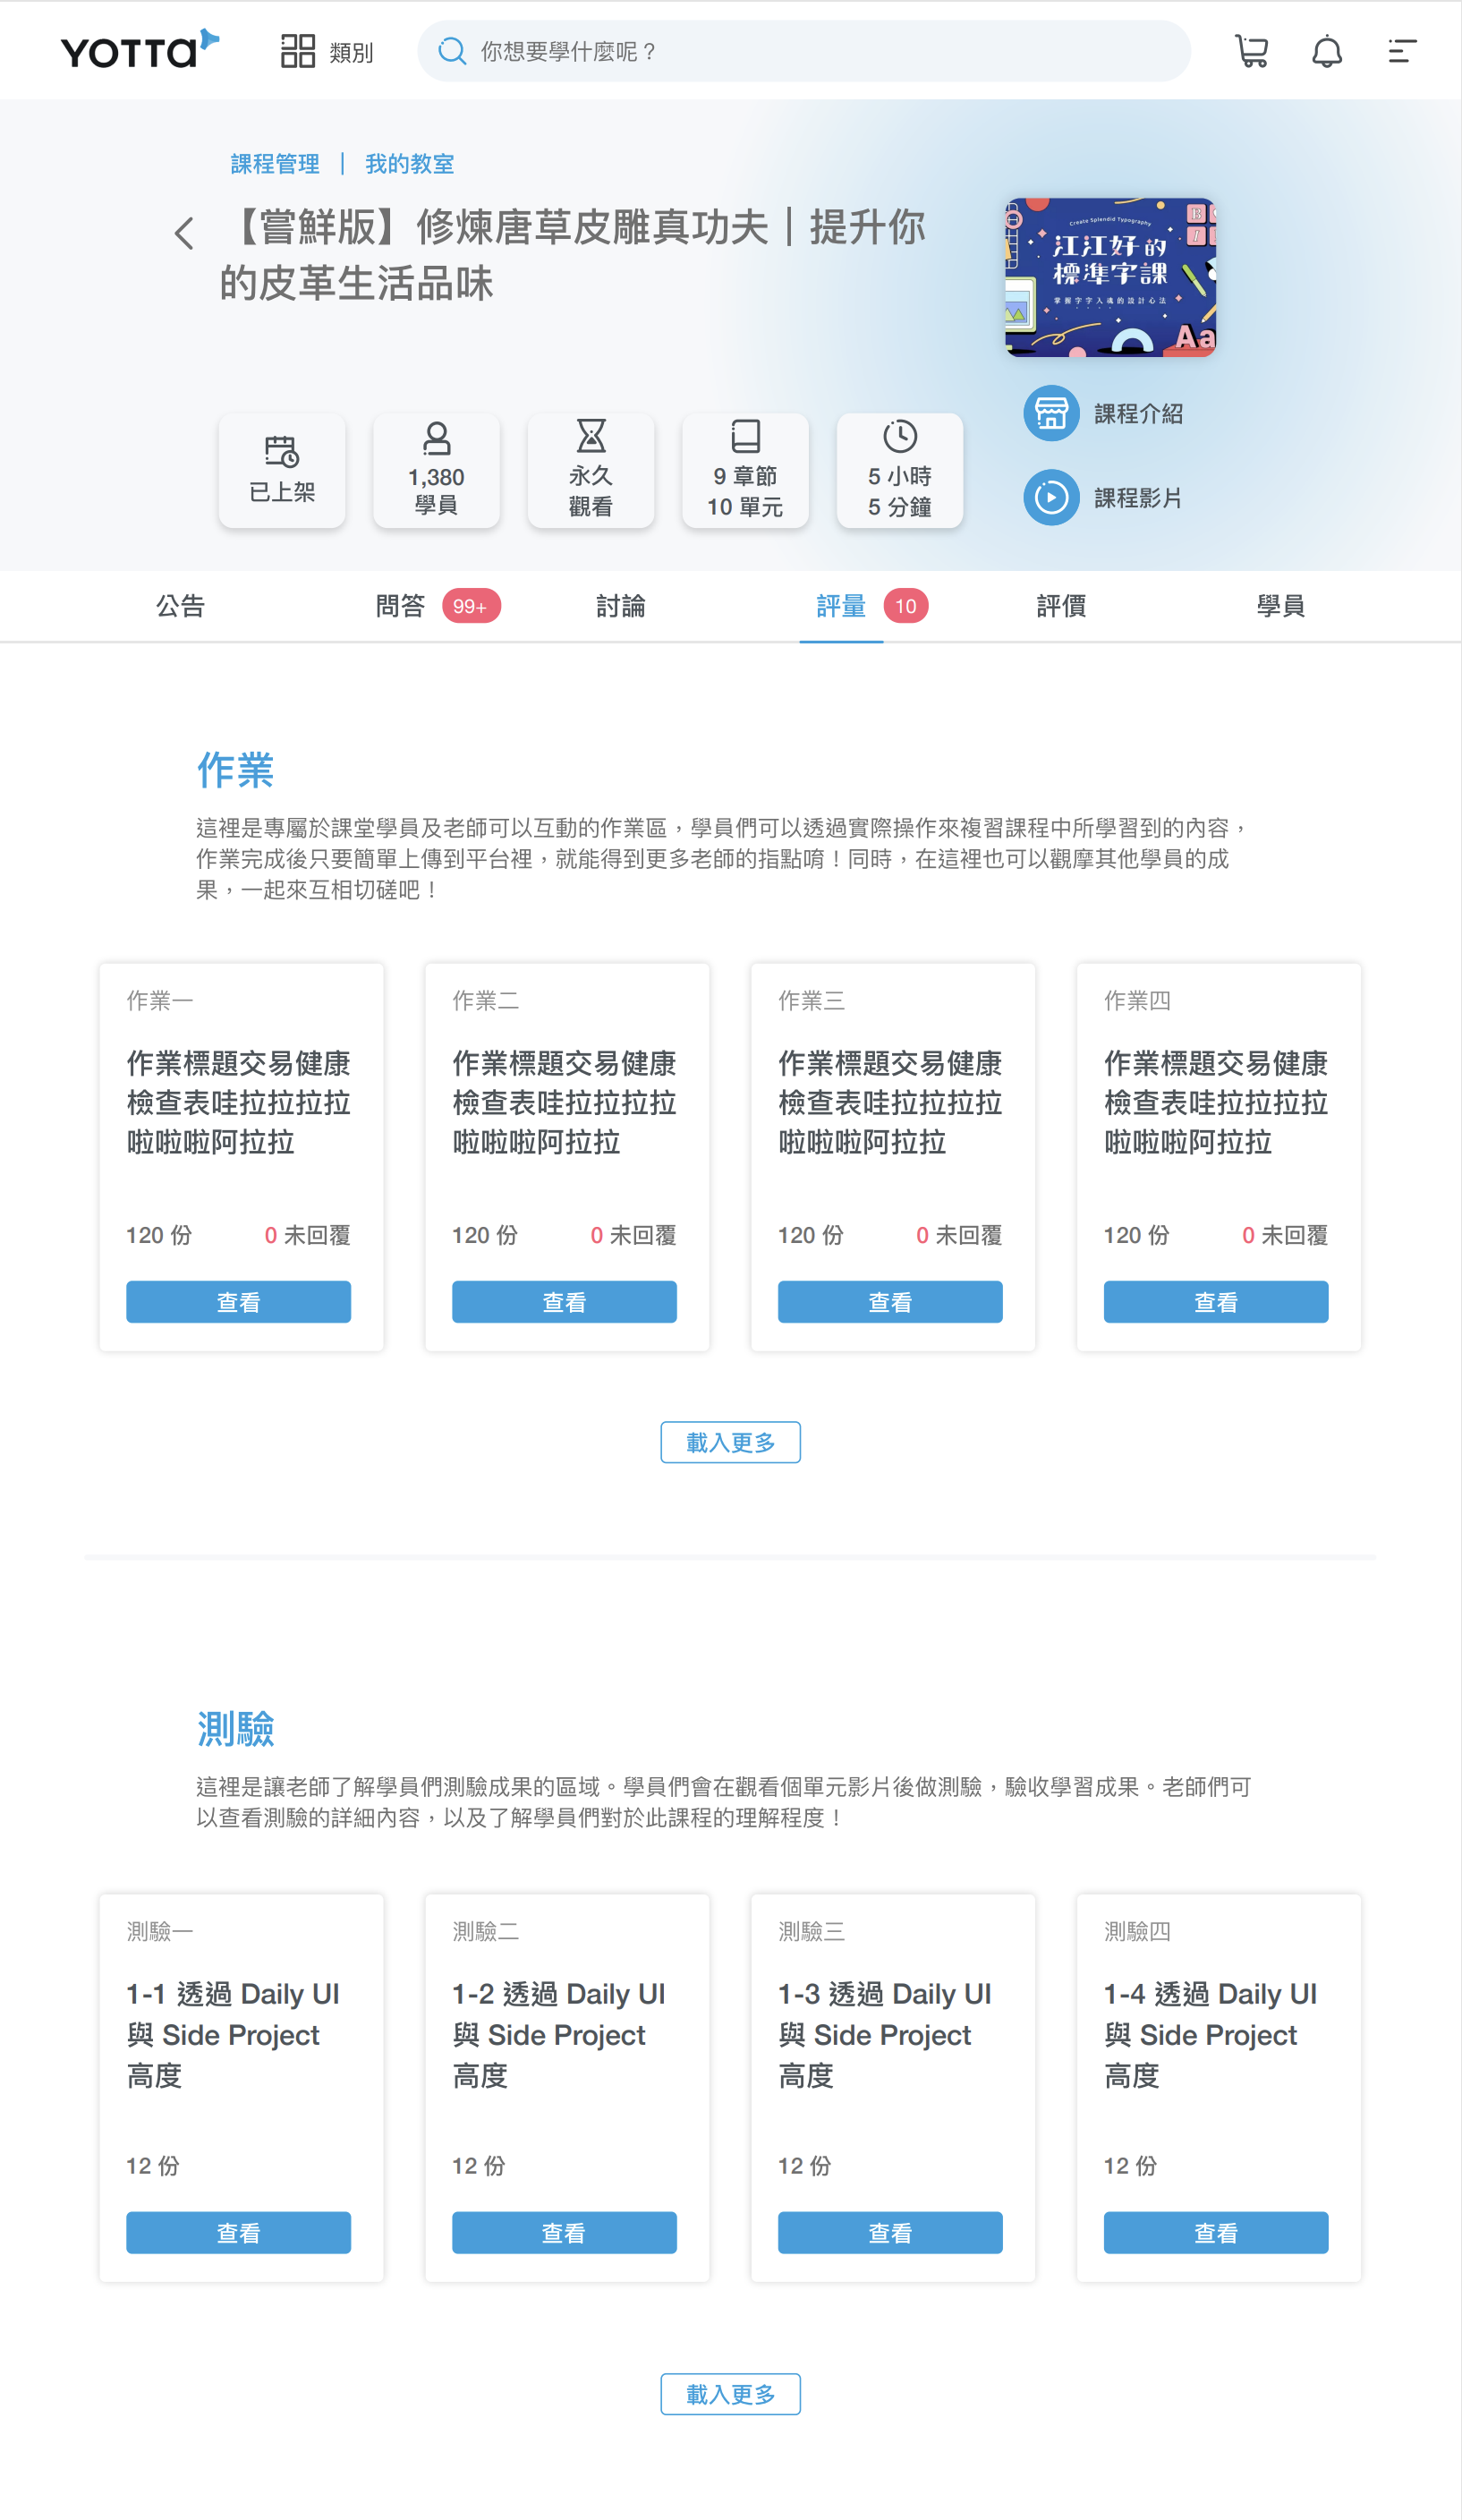 YOTTA
類別
你想要學什麼呢？
課程管理｜我的教室
【嘗鮮版】修煉唐草皮雕真功夫｜提升你
的皮革生活品味
Create Splendid Typography
江江好的
標準字課
掌握字字入魂的設計心法
B
I
Aa
已上架
1,380
學員
永久
觀看
9 章節
10 單元
5 小時
5 分鐘
課程介紹
課程影片
公告
問答 99+
討論
評量 10
評價
學員
作業
這裡是專屬於課堂學員及老師可以互動的作業區，學員們可以透過實際操作來複習課程中所學習到的內容，
作業完成後只要簡單上傳到平台裡，就能得到更多老師的指點唷！同時，在這裡也可以觀摩其他學員的成
果，一起來互相切磋吧！
作業一
作業標題交易健康
檢查表哇拉拉拉拉
啦啦啦阿拉拉
120 份
0 未回覆
查看
作業二
作業標題交易健康
檢查表哇拉拉拉拉
啦啦啦阿拉拉
120 份
0 未回覆
查看
作業三
作業標題交易健康
檢查表哇拉拉拉拉
啦啦啦阿拉拉
120 份
0 未回覆
查看
作業四
作業標題交易健康
檢查表哇拉拉拉拉
啦啦啦阿拉拉
120 份
0 未回覆
查看
載入更多
測驗
這裡是讓老師了解學員們測驗成果的區域。學員們會在觀看個單元影片後做測驗，驗收學習成果。老師們可
以查看測驗的詳細內容，以及了解學員們對於此課程的理解程度！
測驗一
1-1 透過 Daily UI
與 Side Project
高度
12 份
查看
測驗二
1-2 透過 Daily UI
與 Side Project
高度
12 份
查看
測驗三
1-3 透過 Daily UI
與 Side Project
高度
12 份
查看
測驗四
1-4 透過 Daily UI
與 Side Project
高度
12 份
查看
載入更多